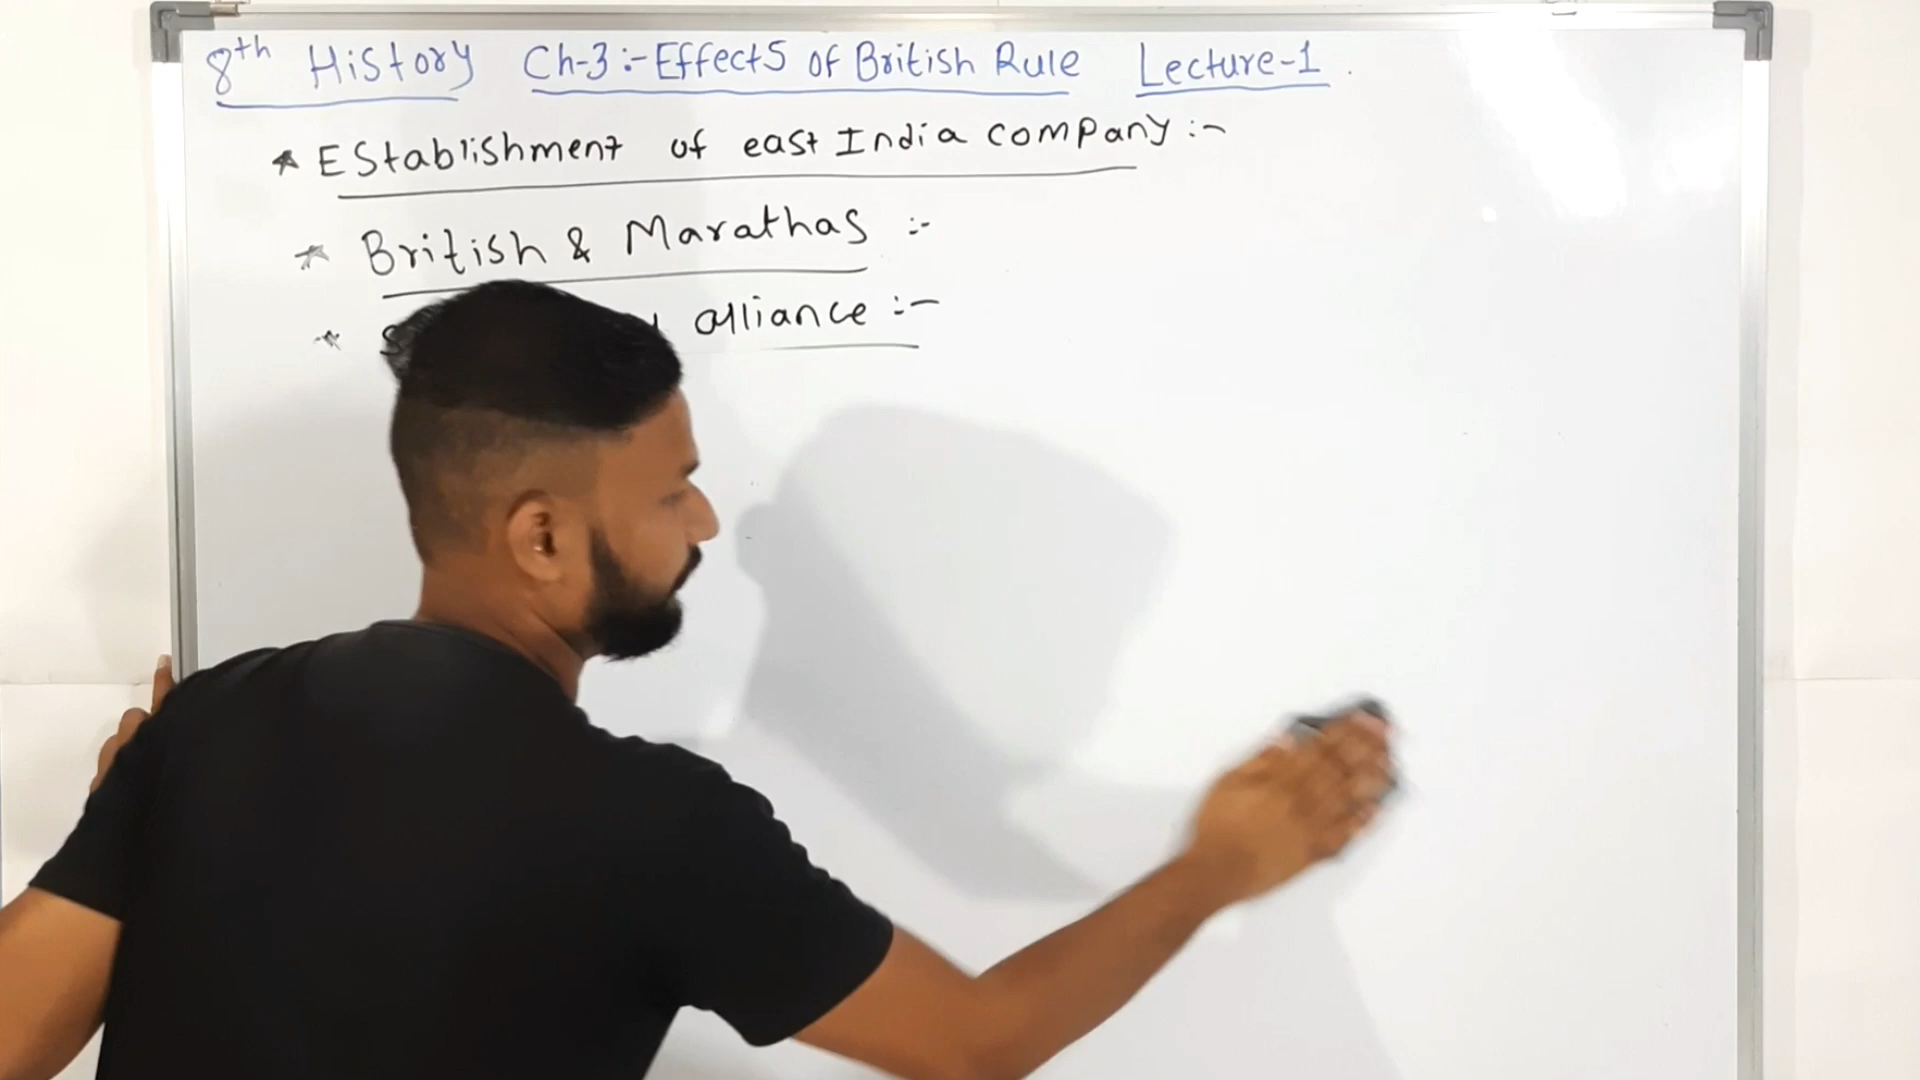 8th History Ch-3:- Effects of British Rule Lecture-1.
* Establishment of east India company :-
* British & Marathas :-
* alliance :-